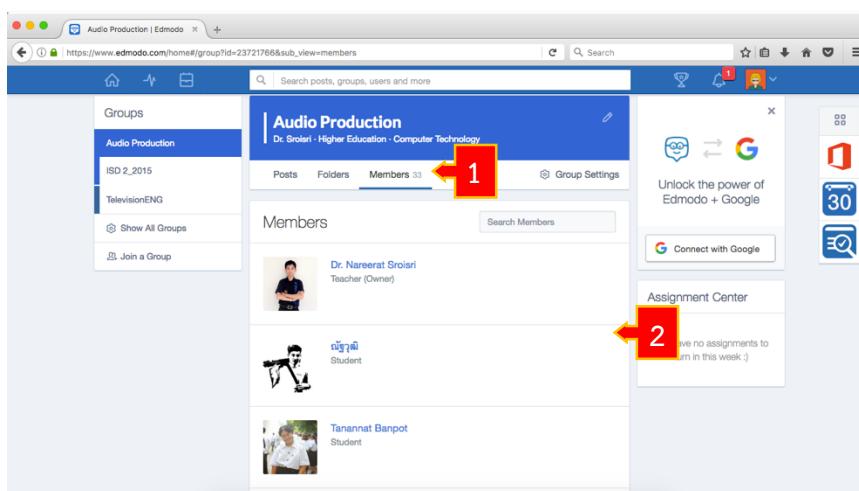 Audio Production | Edmodo
https://www.edmodo.com/home#/group?id=23721766&sub_view=members
Search
Search posts, groups, users and more
1
Groups
Audio Production
ISD 2_2015
TelevisionENG
Show All Groups
Join a Group
Audio Production
Dr. Sroisri - Higher Education - Computer Technology
Posts Folders Members 33 Group Settings
1
Members
Search Members
Dr. Nareerat Sroisri
Teacher (Owner)
ณัฐวุฒิ
Student
Tanannat Banpot
Student
2
G
Unlock the power of
Edmodo + Google
G Connect with Google
Assignment Center
have no assignments to
turn in this week :)
30